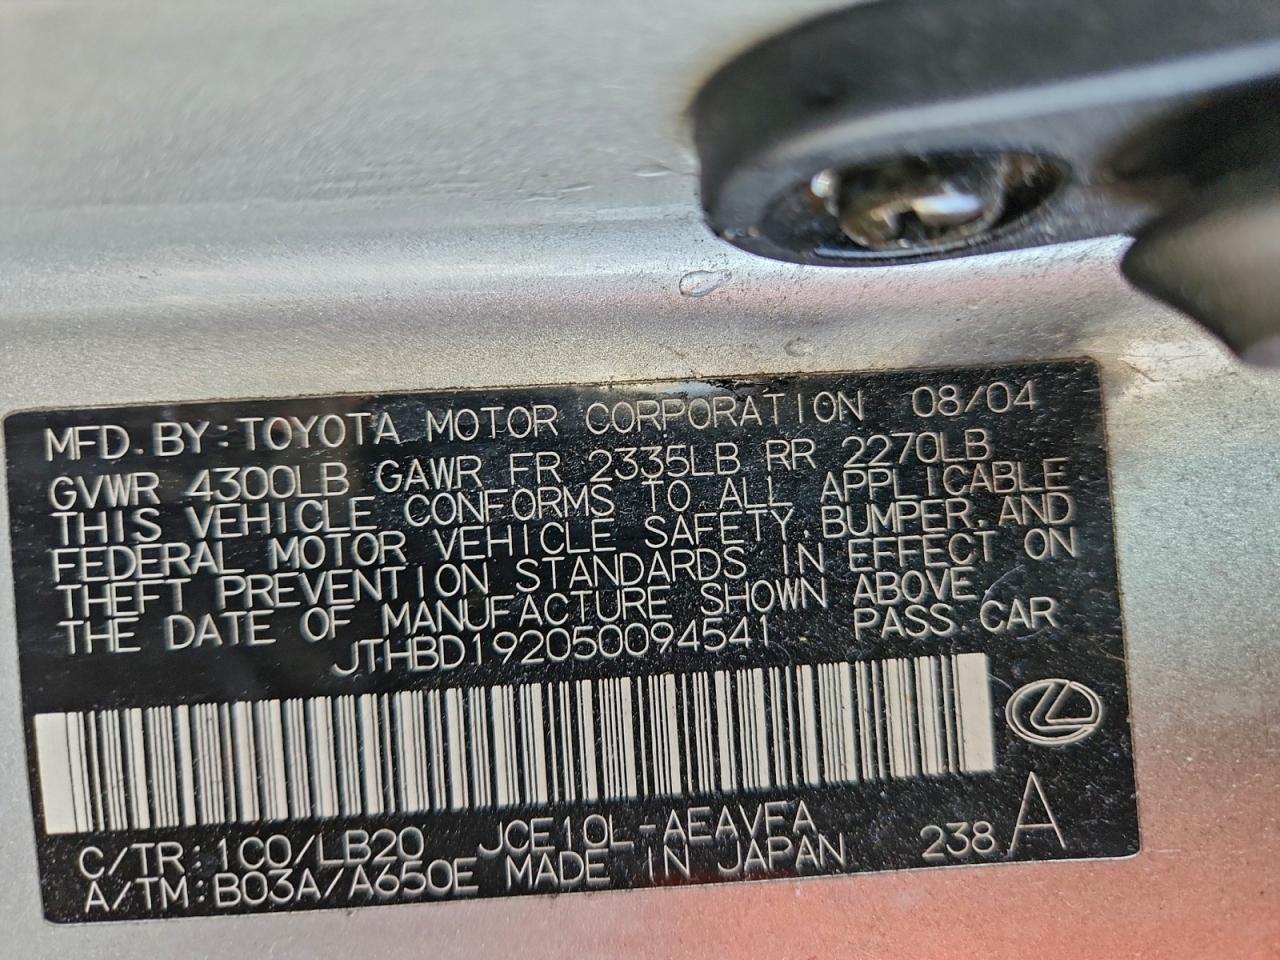 MFD. BY: TOYOTA MOTOR CORPORATION 08/04
GVWR 4300LB GAWR FR 2335LB RR 2270LB
THIS VEHICLE CONFORMS TO ALL APPLICABLE
FEDERAL MOTOR VEHICLE SAFETY, BUMPER, AND
THEFT PREVENTION STANDARDS IN EFFECT ON
THE DATE OF MANUFACTURE SHOWN ABOVE
JTHBD192050094541 PASS CAR
C/TR: 1C0/LB20 JCE10L-AEAVFA 238 A
A/TM: B03A/A650E MADE IN JAPAN